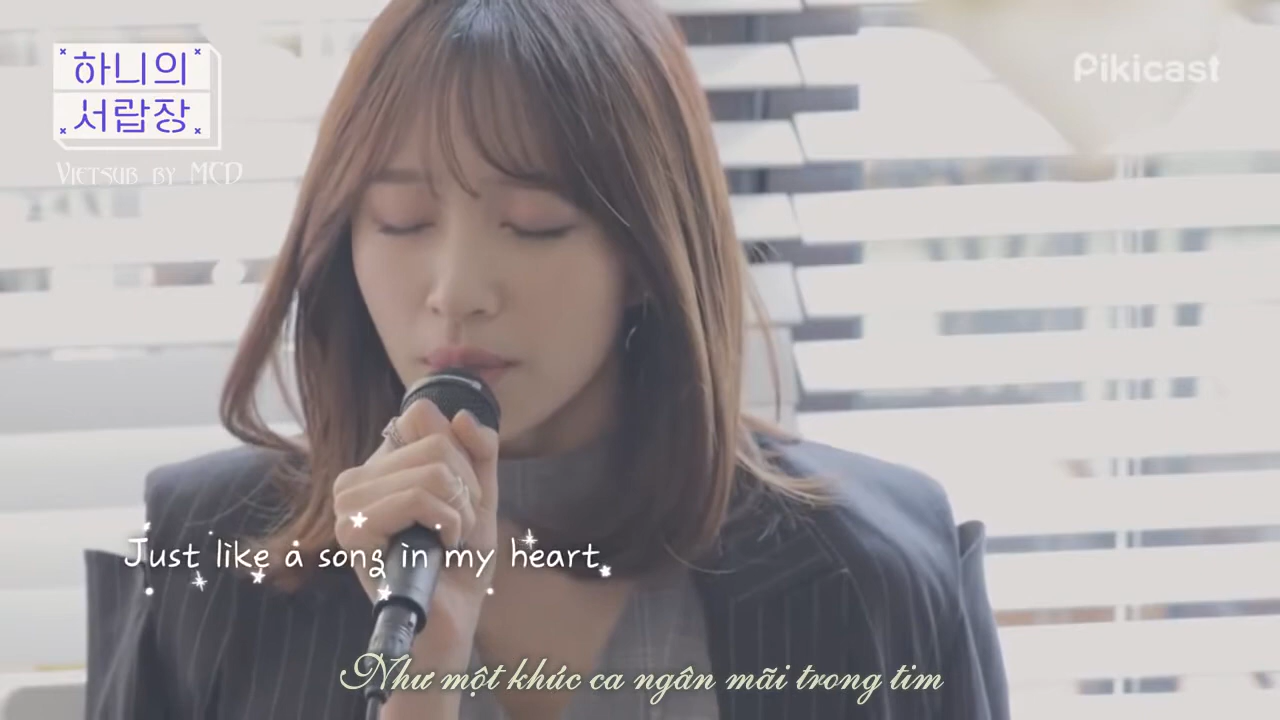 하니의
서랍장
Pikicast
Vietsub by MCD
Just like a song in my heart
Như một khúc ca ngân mãi trong tim